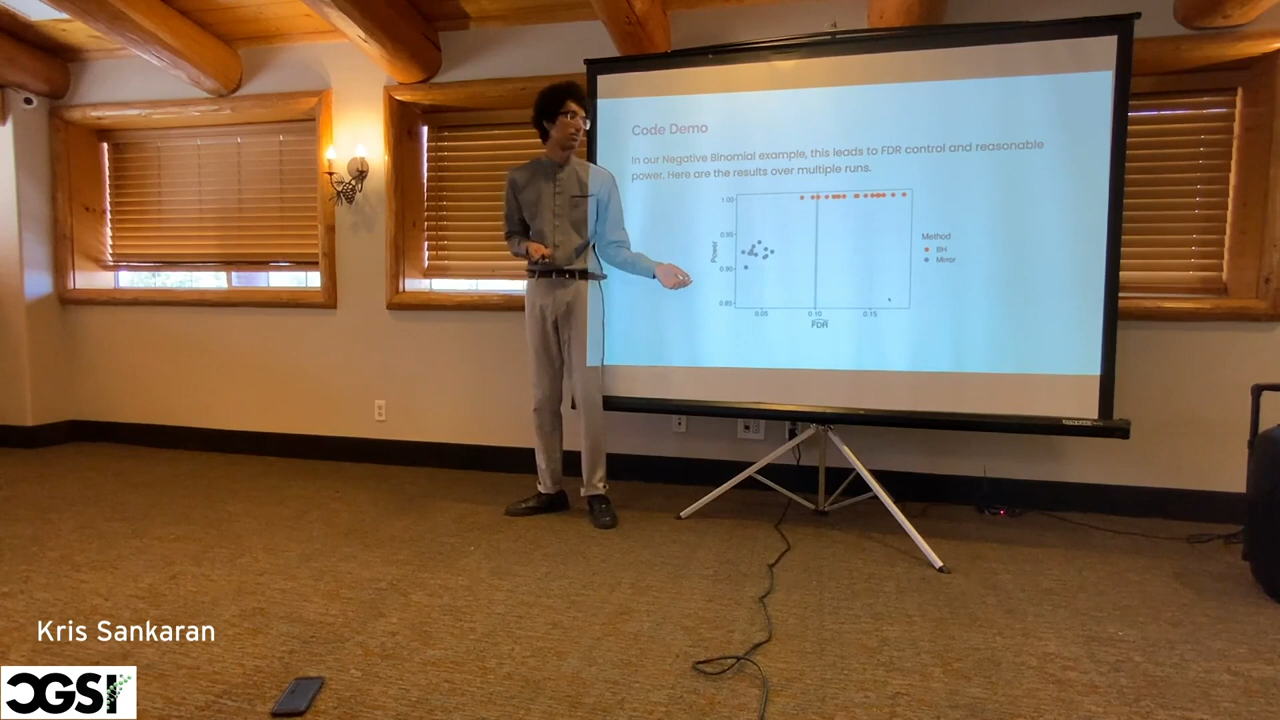 Code Demo
In our Negative Binomial example, this leads to FDR control and reasonable
power. Here are the results over multiple runs.
1.00
0.95
0.90
0.85
Power
0.05
0.10
0.15
FDR
Method
BH
Mirror
Kris Sankaran
CGSI